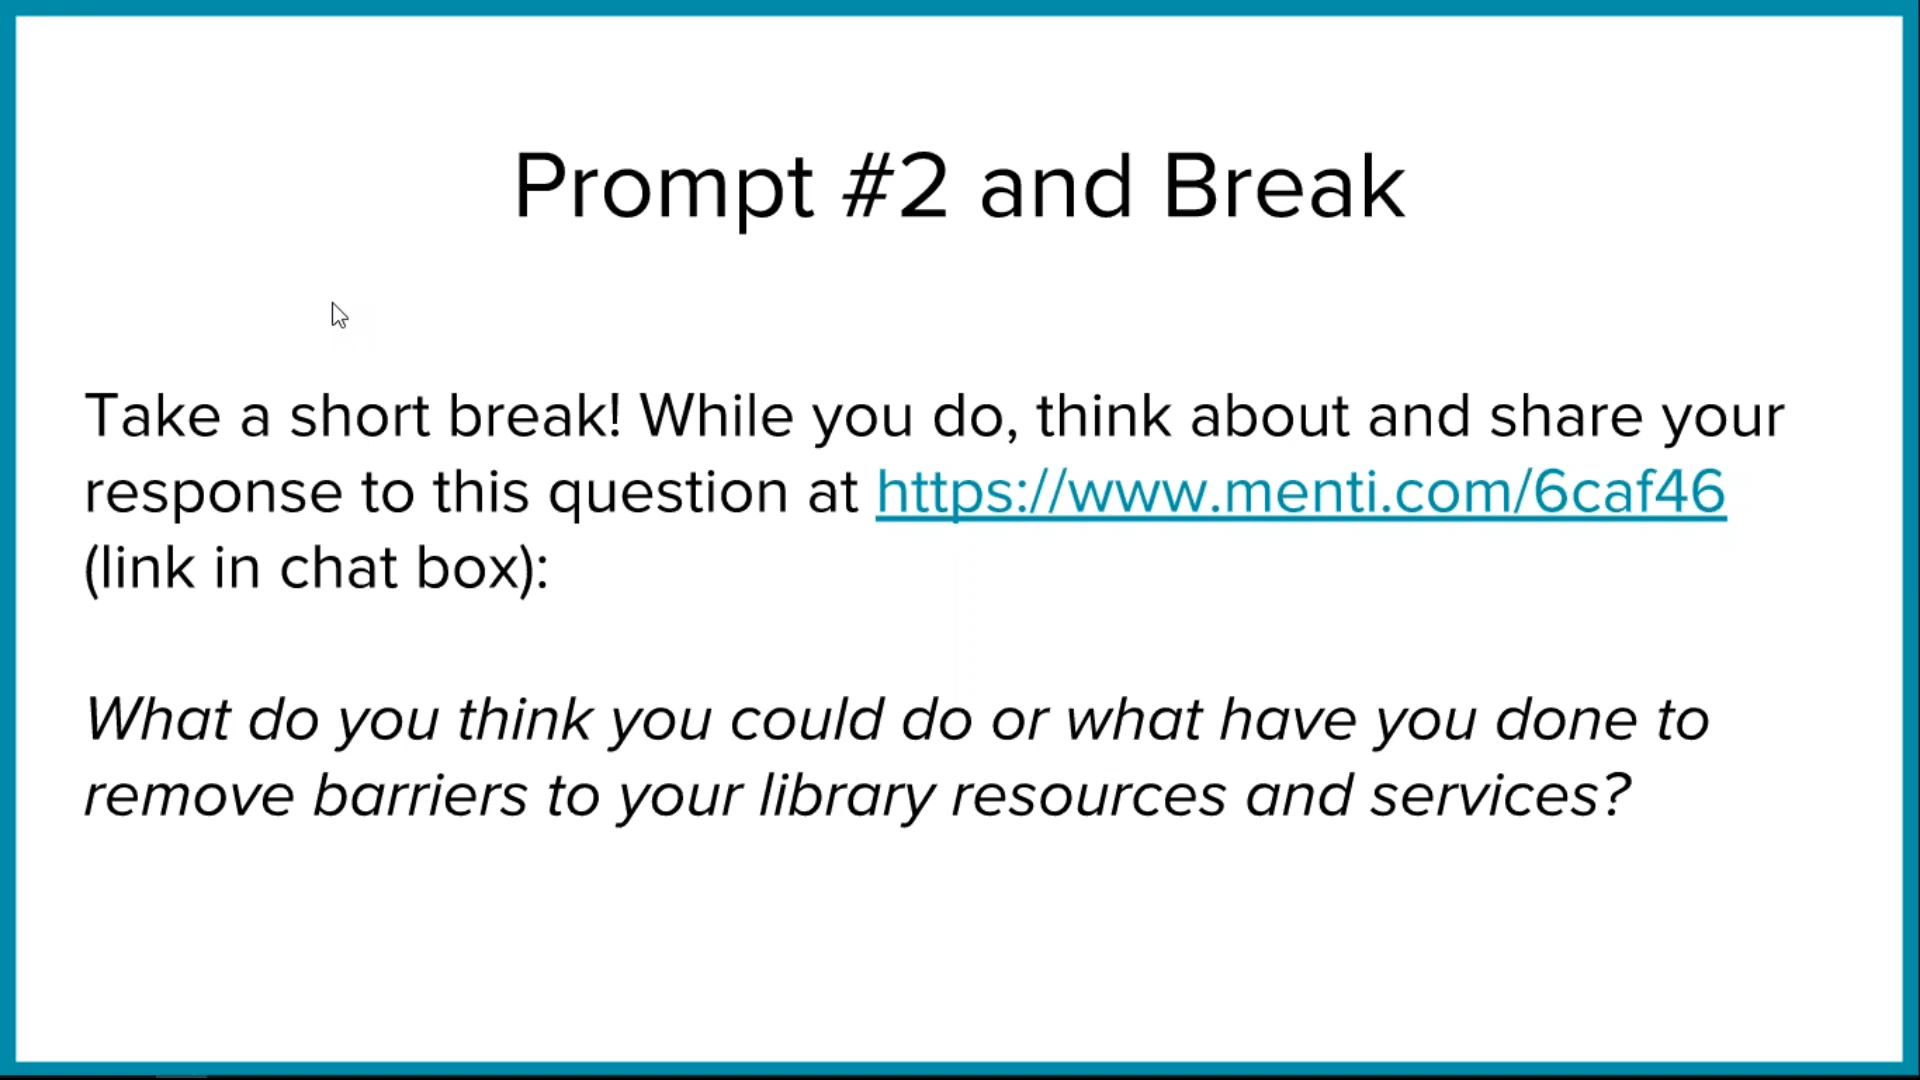 Prompt #2 and Break
Take a short break! While you do, think about and share your
response to this question at https://www.menti.com/6caf46
(link in chat box):
What do you think you could do or what have you done to
remove barriers to your library resources and services?